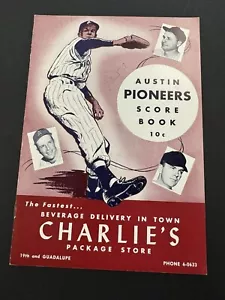 AUSTIN
PIONEERS
SCORE
BOOK
10¢
The Fastest...
BEVERAGE DELIVERY IN TOWN
CHARLIE'S
PACKAGE STORE
19th and GUADALUPE
PHONE 6-0633